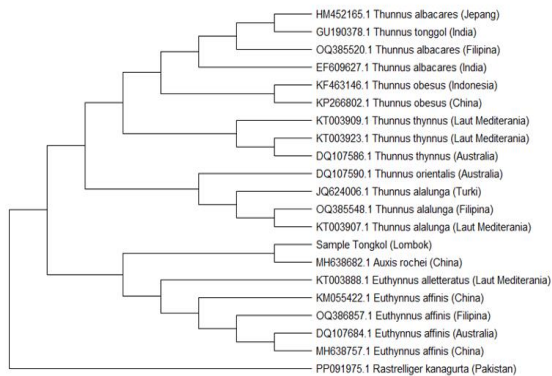 HM452165.1 Thunnus albacares (Jepang)
GU190378.1 Thunnus tonggol (India)
OQ385520.1 Thunnus albacares (Filipina)
EF609627.1 Thunnus albacares (India)
KF463146.1 Thunnus obesus (Indonesia)
KP266802.1 Thunnus obesus (China)
KT003909.1 Thunnus thynnus (Laut Mediterania)
KT003923.1 Thunnus thynnus (Laut Mediterania)
DQ107586.1 Thunnus thynnus (Australia)
DQ107590.1 Thunnus orientalis (Australia)
JQ624006.1 Thunnus alalunga (Turki)
OQ385548.1 Thunnus alalunga (Filipina)
KT003907.1 Thunnus alalunga (Laut Mediterania)
Sample Tongkol (Lombok)
MH638682.1 Auxis rochei (China)
KT003888.1 Euthynnus alletteratus (Laut Mediterania)
KM055422.1 Euthynnus affinis (China)
OQ386857.1 Euthynnus affinis (Filipina)
DQ107684.1 Euthynnus affinis (Australia)
MH638757.1 Euthynnus affinis (China)
PP091975.1 Rastrelliger kanagurta (Pakistan)